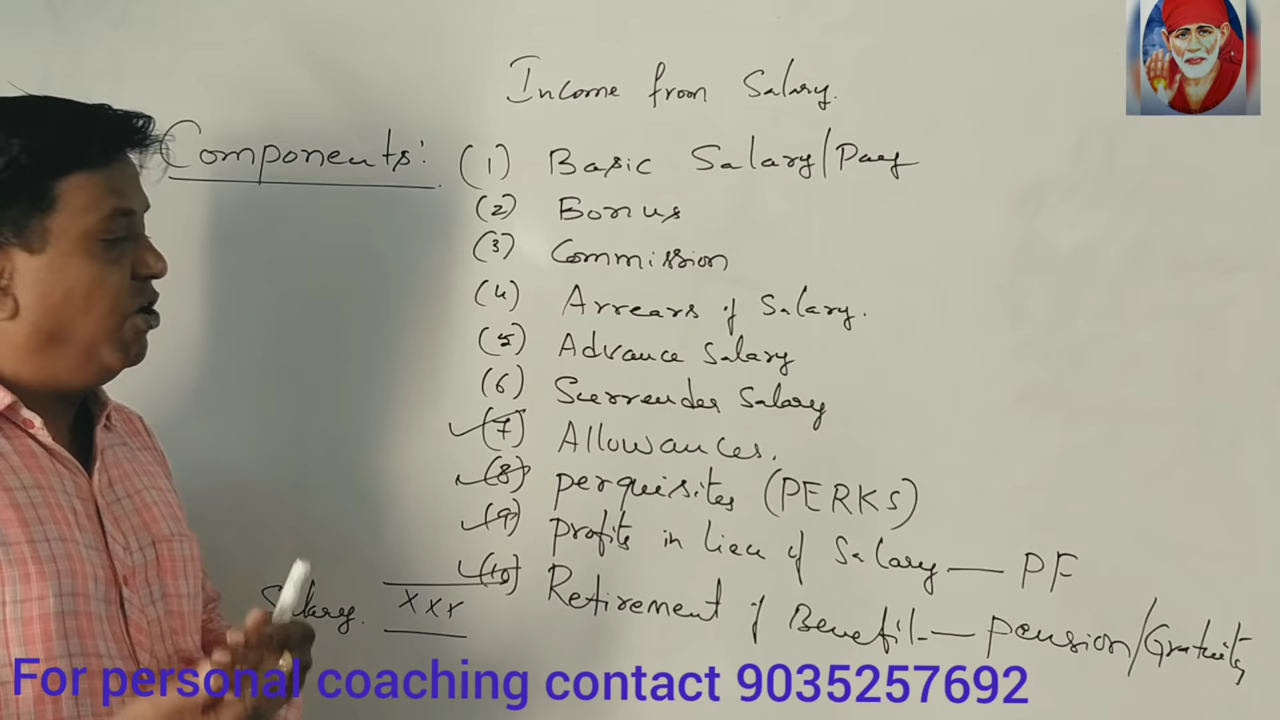 Income from Salary.
Components: (1) Basic Salary/Pay
(2) Bonus
(3) Commission
(4) Arrears of Salary.
(5) Advance Salary
(6) Surrender Salary
(7) Allowances.
(8) perquisites (PERKS)
(9) profits in lieu of Salary — PF
(10) Retirement of Benefit — pension/Gratuity
Salary. XXX
For personal coaching contact 9035257692